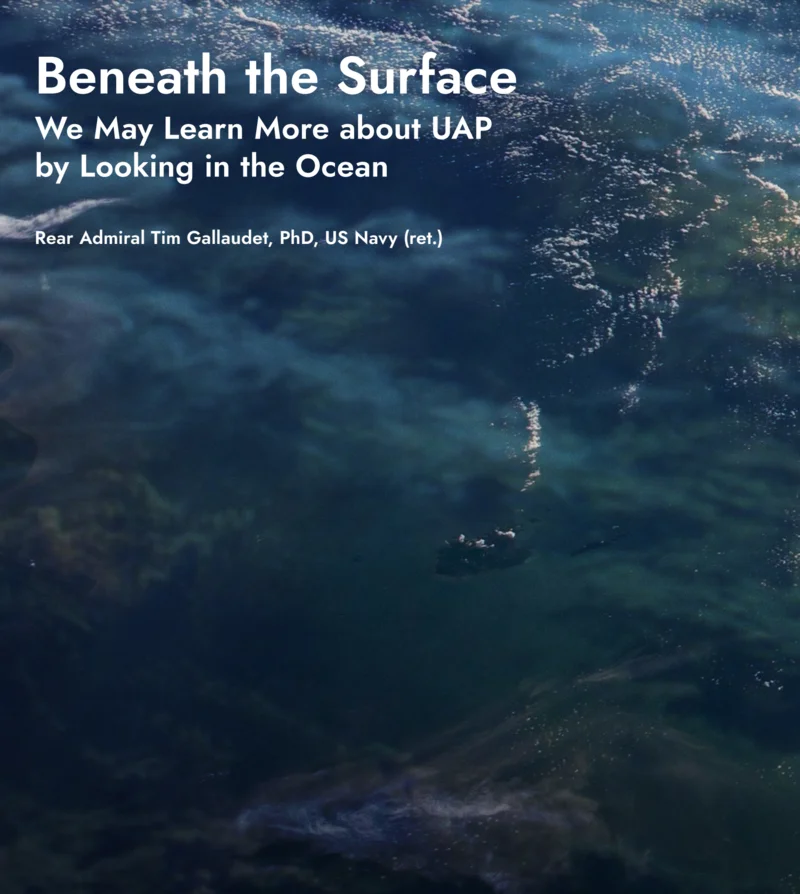 Beneath the Surface
We May Learn More about UAP
by Looking in the Ocean
Rear Admiral Tim Gallaudet, PhD, US Navy (ret.)